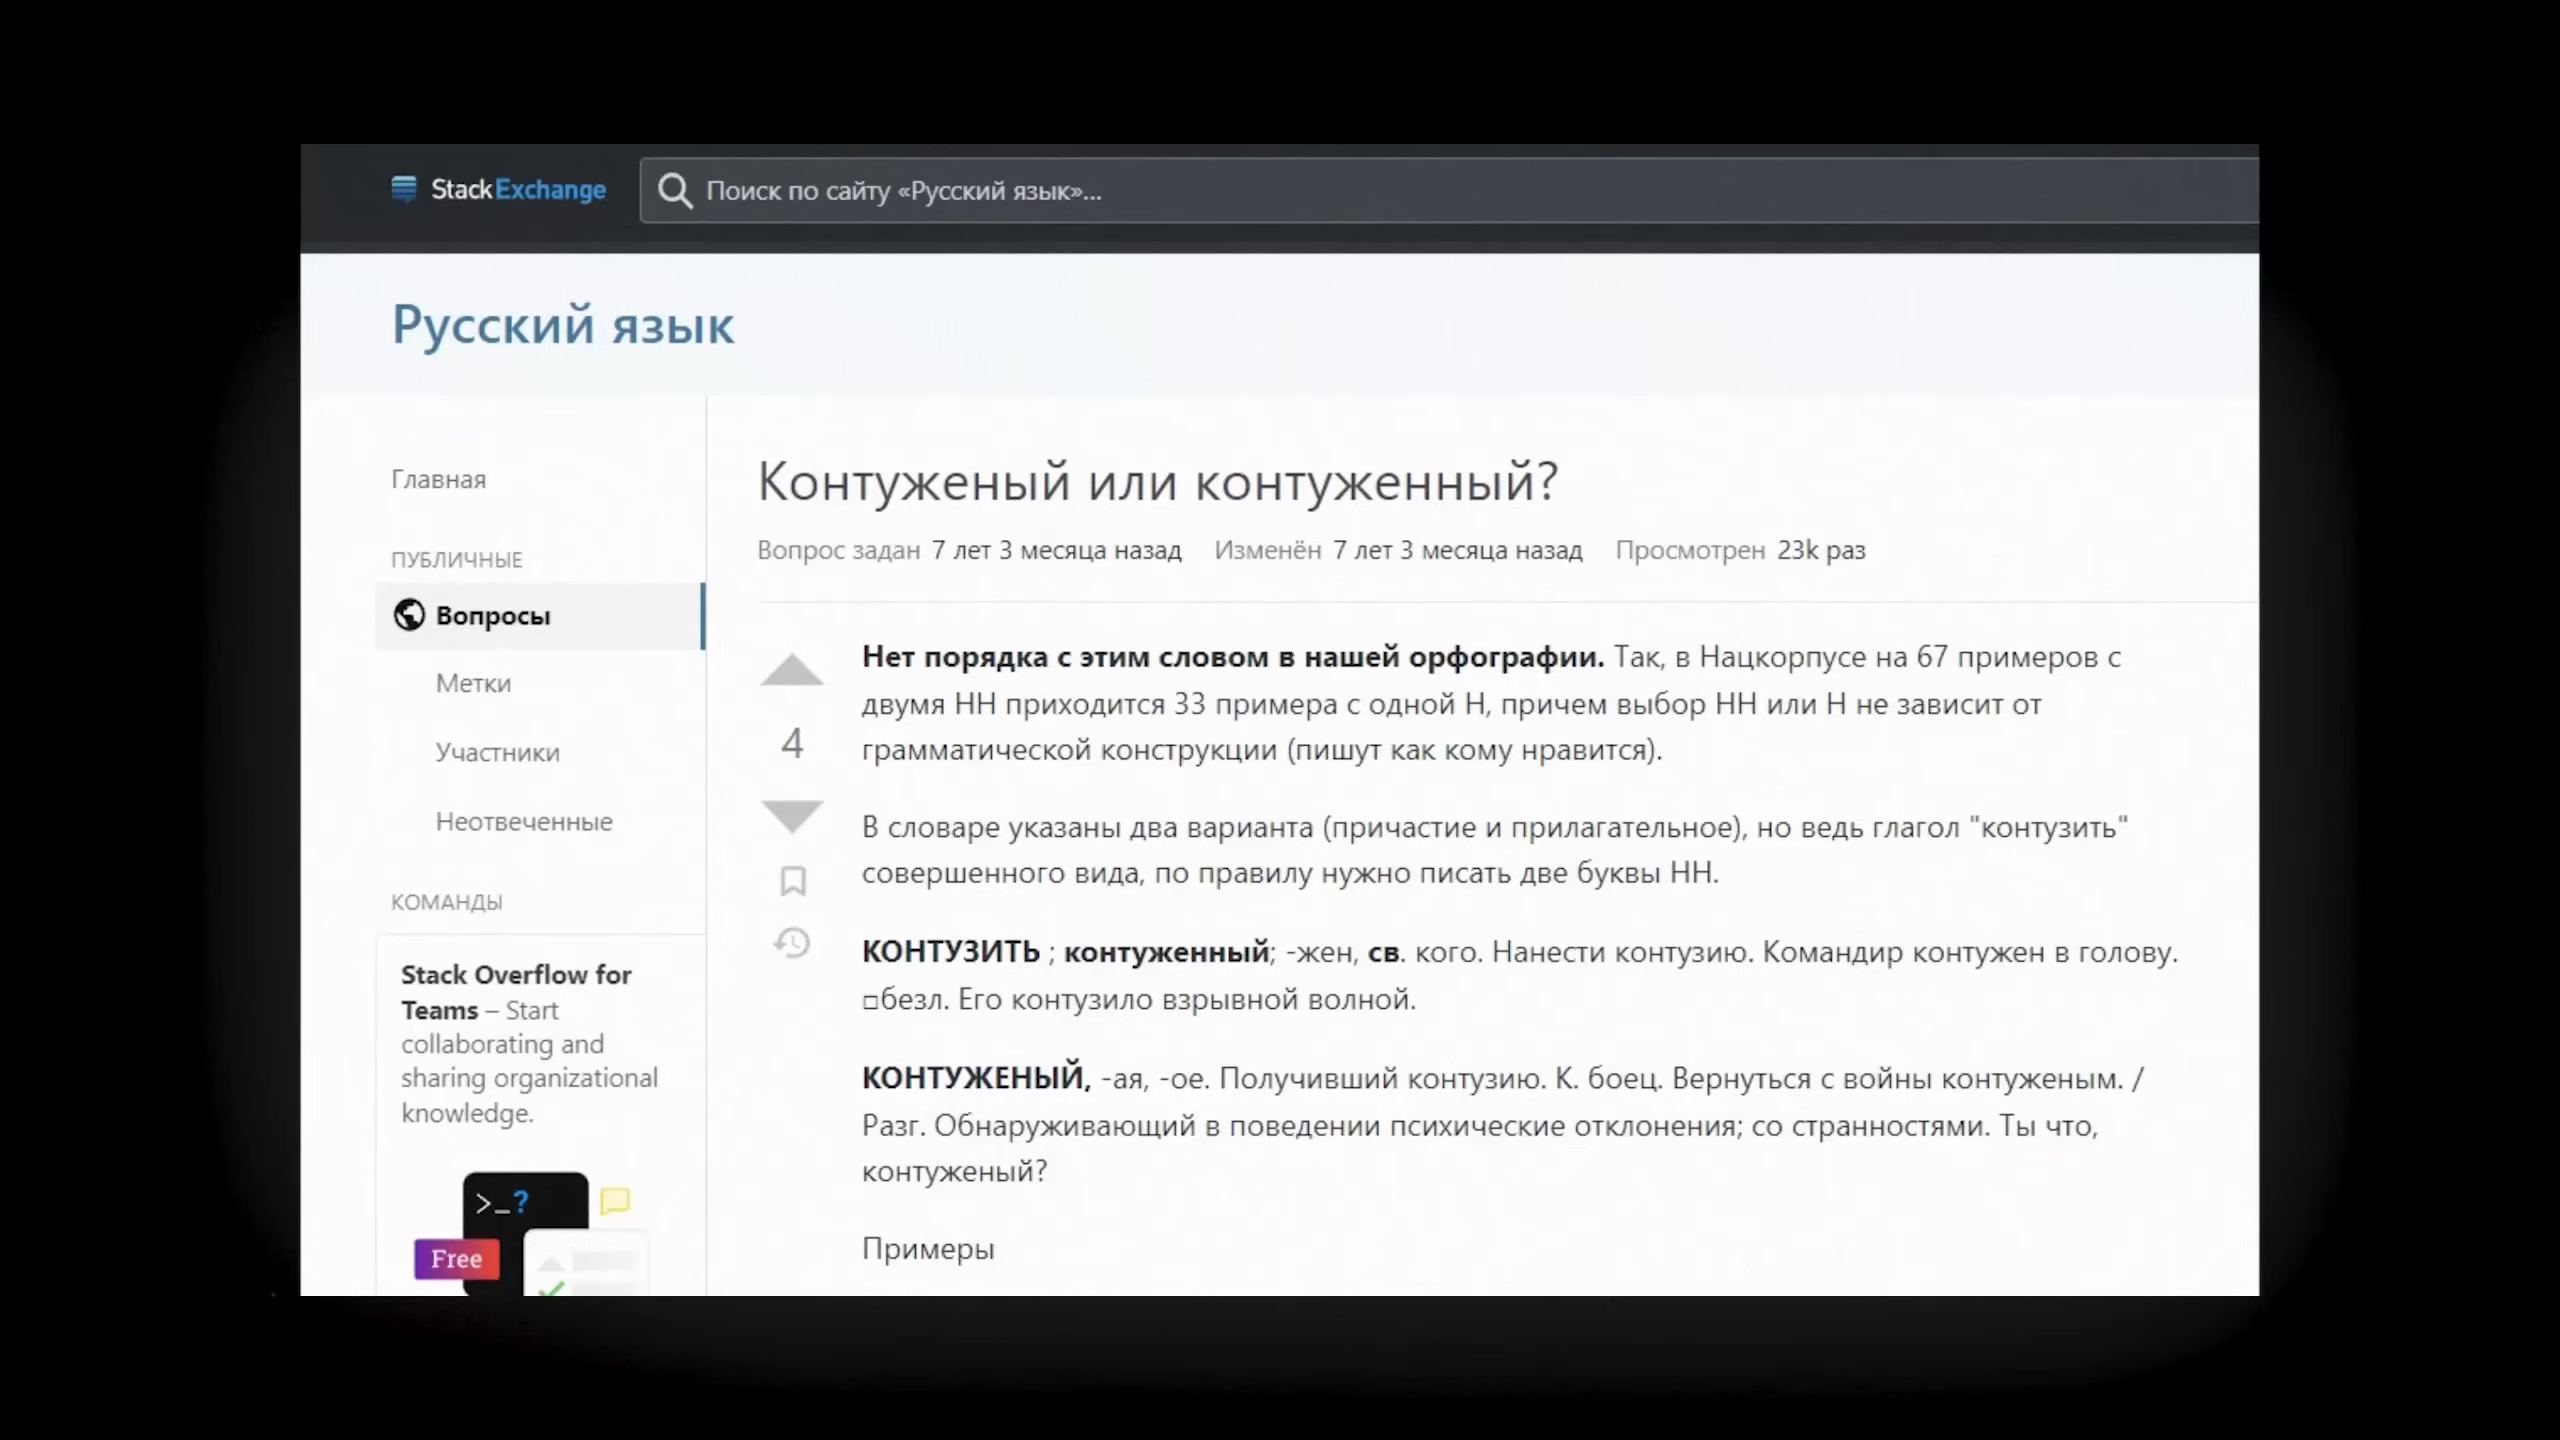 StackExchange
Поиск по сайту «Русский язык»...
Русский язык
Главная
ПУБЛИЧНЫЕ
Вопросы
Метки
Участники
Неотвеченные
КОМАНДЫ
Stack Overflow for
Teams – Start
collaborating and
sharing organizational
knowledge.
>_?
Free
Контуженый или контуженный?
Вопрос задан 7 лет 3 месяца назад Изменён 7 лет 3 месяца назад Просмотрен 23k раз
4
Нет порядка с этим словом в нашей орфографии. Так, в Нацкорпусе на 67 примеров с
двумя НН приходится 33 примера с одной Н, причем выбор НН или Н не зависит от
грамматической конструкции (пишут как кому нравится).
В словаре указаны два варианта (причастие и прилагательное), но ведь глагол "контузить"
совершенного вида, по правилу нужно писать две буквы НН.
КОНТУЗИТЬ ; контуженный; -жен, св. кого. Нанести контузию. Командир контужен в голову.
□безл. Его контузило взрывной волной.
КОНТУЖЕНЫЙ, -ая, -ое. Получивший контузию. К. боец. Вернуться с войны контуженым. /
Разг. Обнаруживающий в поведении психические отклонения; со странностями. Ты что,
контуженый?
Примеры